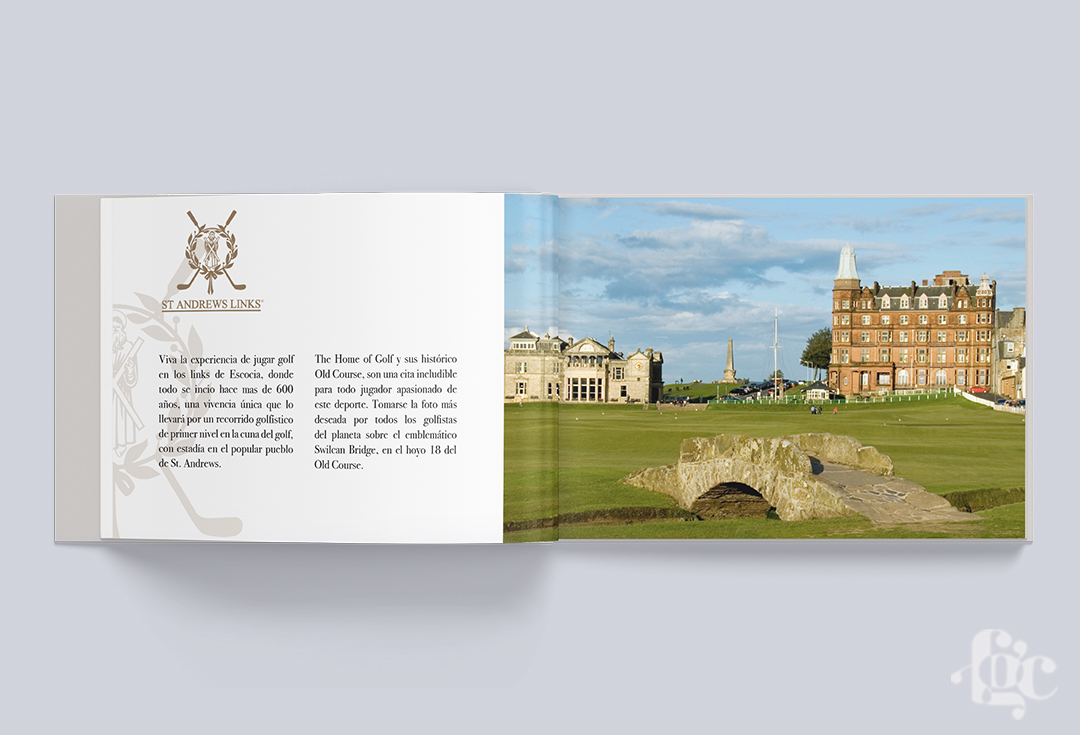 ST ANDREWS LINKS®
Viva la experiencia de jugar golf
en los links de Escocia, donde
todo se incio hace mas de 600
años, una vivencia única que lo
llevará por un recorrido golfístico
de primer nivel en la cuna del golf,
con estadía en el popular pueblo
de St. Andrews.
The Home of Golf y sus histórico
Old Course, son una cita includible
para todo jugador apasionado de
este deporte. Tomarse la foto más
deseada por todos los golfistas
del planeta sobre el emblemático
Swilcan Bridge, en el hoyo 18 del
Old Course.
fgc